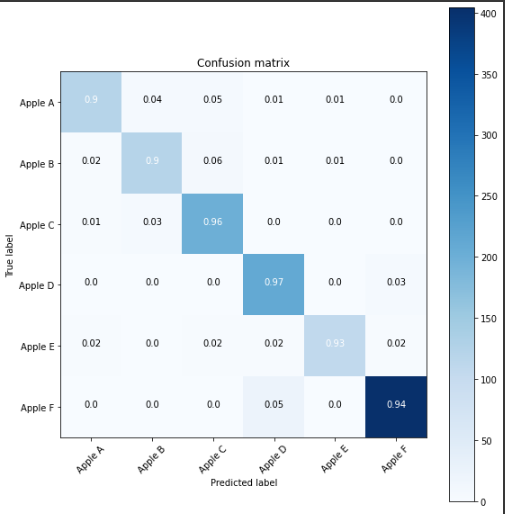 Confusion matrix
Apple A 0.9 0.04 0.05 0.01 0.01 0.0
Apple B 0.02 0.9 0.06 0.01 0.01 0.0
Apple C 0.01 0.03 0.96 0.0 0.0 0.0
Apple D 0.0 0.0 0.0 0.97 0.0 0.03
Apple E 0.02 0.0 0.02 0.02 0.93 0.02
Apple F 0.0 0.0 0.0 0.05 0.0 0.94
True label
Apple A Apple B Apple C Apple D Apple E Apple F
Predicted label
400
350
300
250
200
150
100
50
0